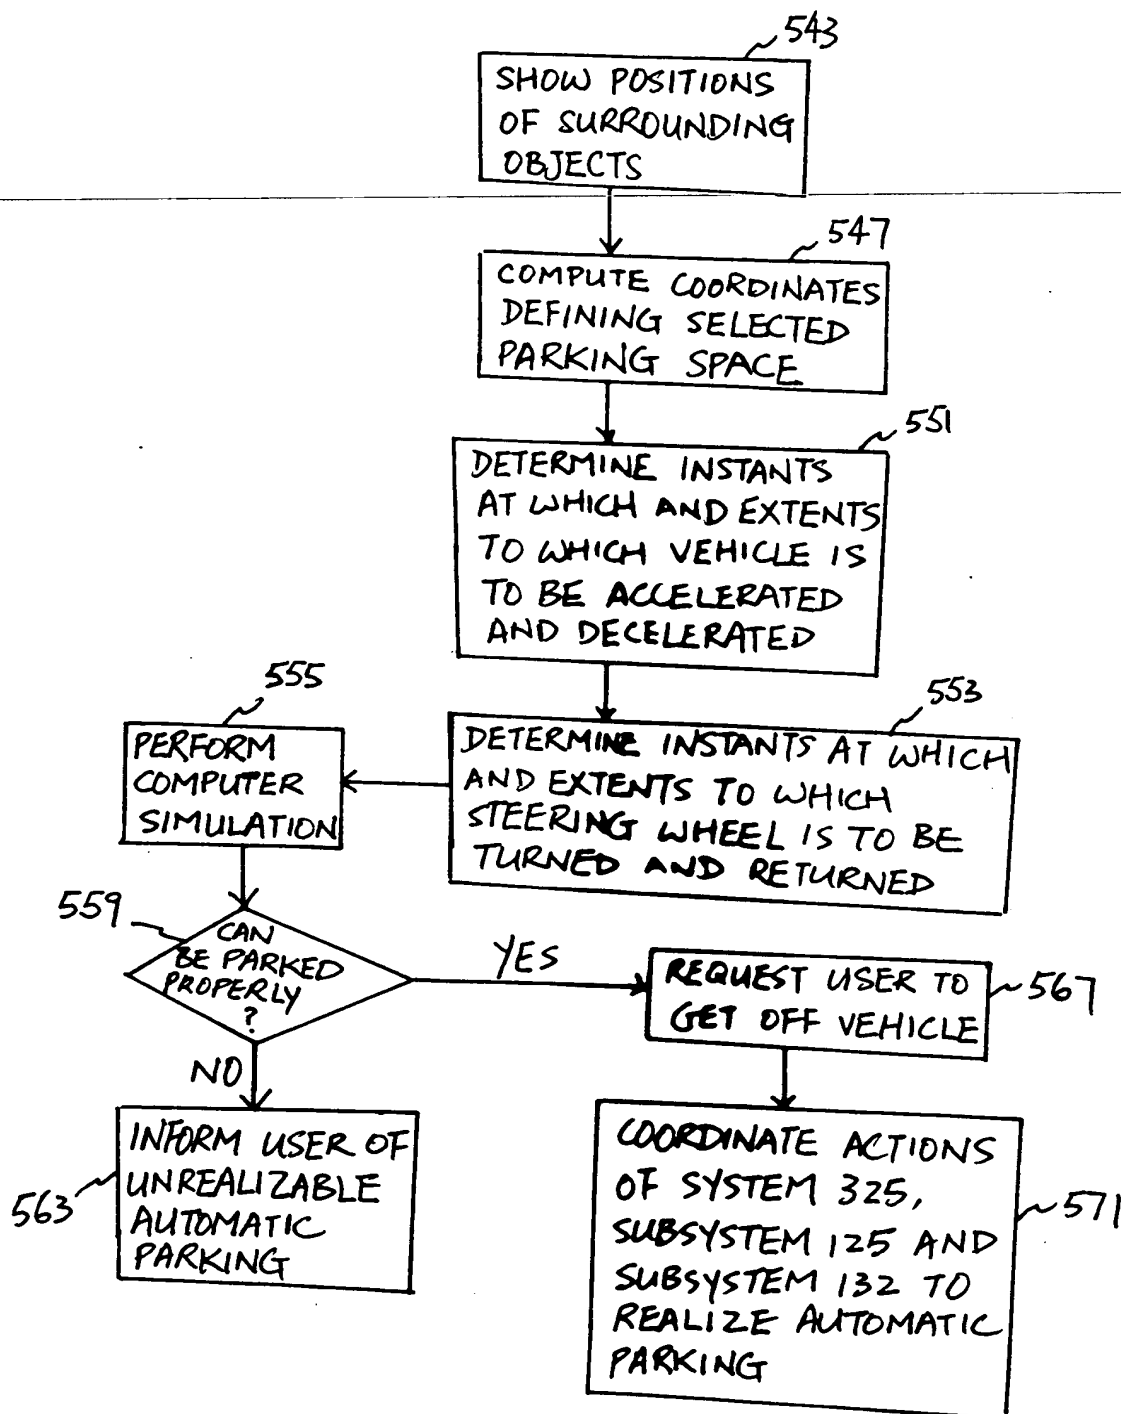 543
SHOW POSITIONS
OF SURROUNDING
OBJECTS
547
COMPUTE COORDINATES
DEFINING SELECTED
PARKING SPACE
551
DETERMINE INSTANTS
AT WHICH AND EXTENTS
TO WHICH VEHICLE IS
TO BE ACCELERATED
AND DECELERATED
553
DETERMINE INSTANTS AT WHICH
AND EXTENTS TO WHICH
STEERING WHEEL IS TO BE
TURNED AND RETURNED
555
PERFORM
COMPUTER
SIMULATION
559
CAN
BE PARKED
PROPERLY
?
YES
NO
567
REQUEST USER TO
GET OFF VEHICLE
563
INFORM USER OF
UNREALIZABLE
AUTOMATIC
PARKING
571
COORDINATE ACTIONS
OF SYSTEM 325,
SUBSYSTEM 125 AND
SUBSYSTEM 132 TO
REALIZE AUTOMATIC
PARKING